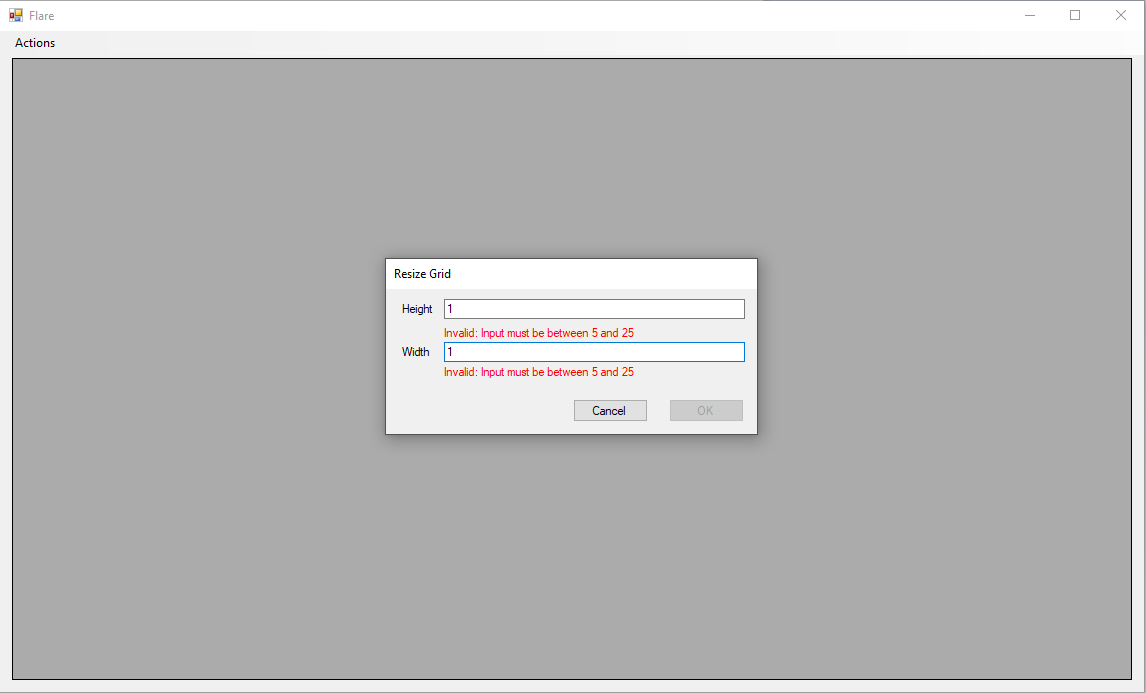 Flare
Actions
Resize Grid
Height 1
Invalid: Input must be between 5 and 25
Width 1
Invalid: Input must be between 5 and 25
Cancel OK